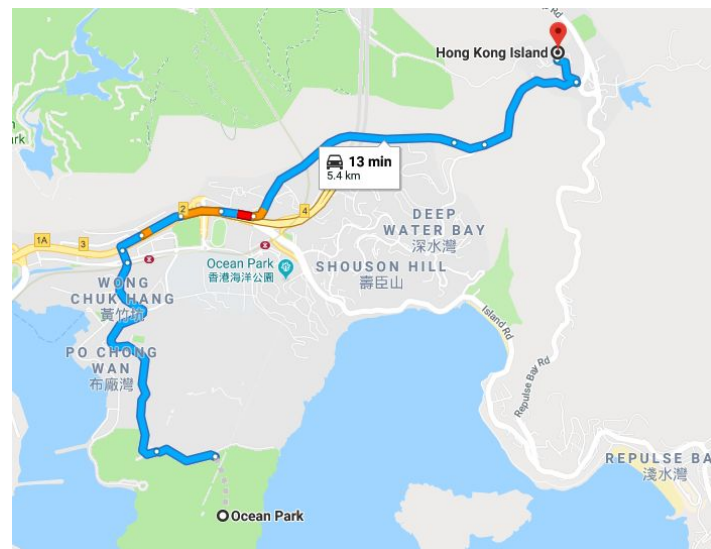 Rd
Hong Kong Island
ark
13 min
5.4 km
2
4
1A
3
DEEP
WATER BAY
深水灣
Ocean Park
香港海洋公園
SHOUSON HILL
壽臣山
WONG
CHUK HANG
黃竹坑
Island Rd
PO CHONG
WAN
布廠灣
Repulse Bay Rd
REPULSE BA
淺水灣
Ocean Park